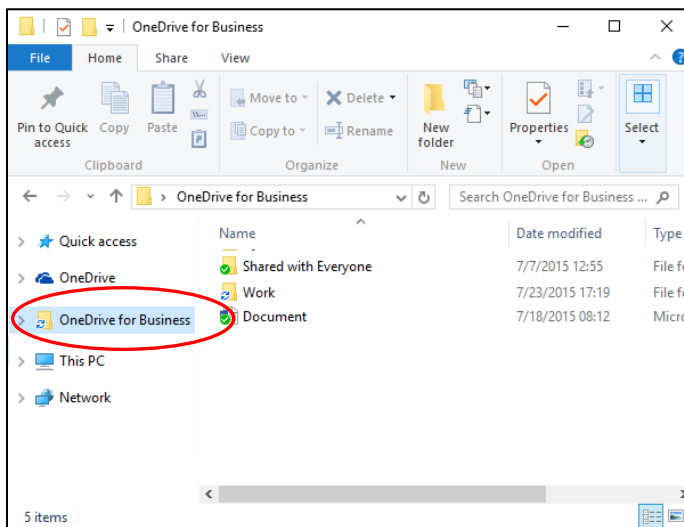 OneDrive for Business
File Home Share View
Pin to Quick access
Copy
Paste
Move to
Copy to
Delete
Rename
New folder
Properties
Select
Clipboard Organize New Open
OneDrive for Business
Search OneDrive for Business ...
Name Date modified Type
Quick access
OneDrive
OneDrive for Business
This PC
Network
Shared with Everyone 7/7/2015 12:55 File f
Work 7/23/2015 17:19 File f
Document 7/18/2015 08:12 Micr
5 items